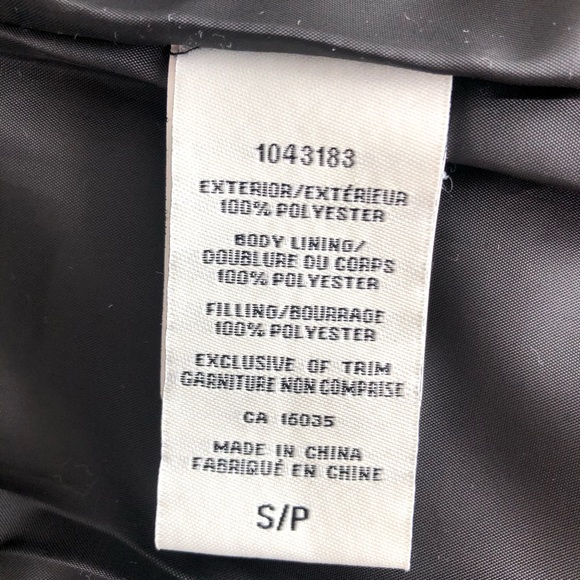 1043183
EXTERIOR/EXTÉRIEUR
100% POLYESTER
BODY LINING/
DOUBLURE DU CORPS
100% POLYESTER
FILLING/BOURRAGE
100% POLYESTER
EXCLUSIVE OF TRIM
GARNITURE NON COMPRISE
CA 16035
MADE IN CHINA
FABRIQUÉ EN CHINE
S/P